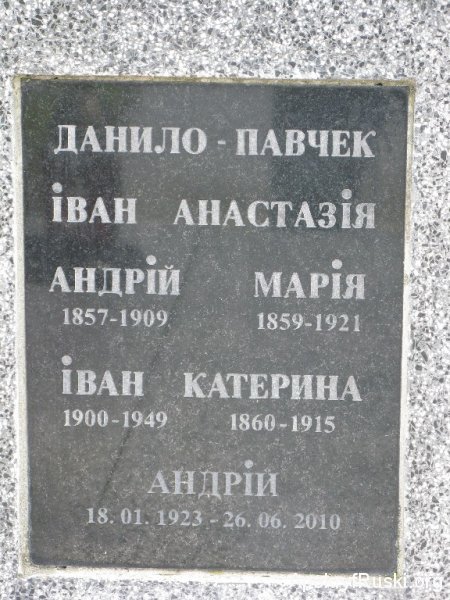 ДАНИЛО - ПАВЧЕК
іВАН АНАСТАЗіЯ
АНДРіЙ МАРіЯ
1857-1909 1859-1921
іВАН КАТЕРИНА
1900-1949 1860-1915
АНДРіЙ
18. 01. 1923 - 26. 06. 2010